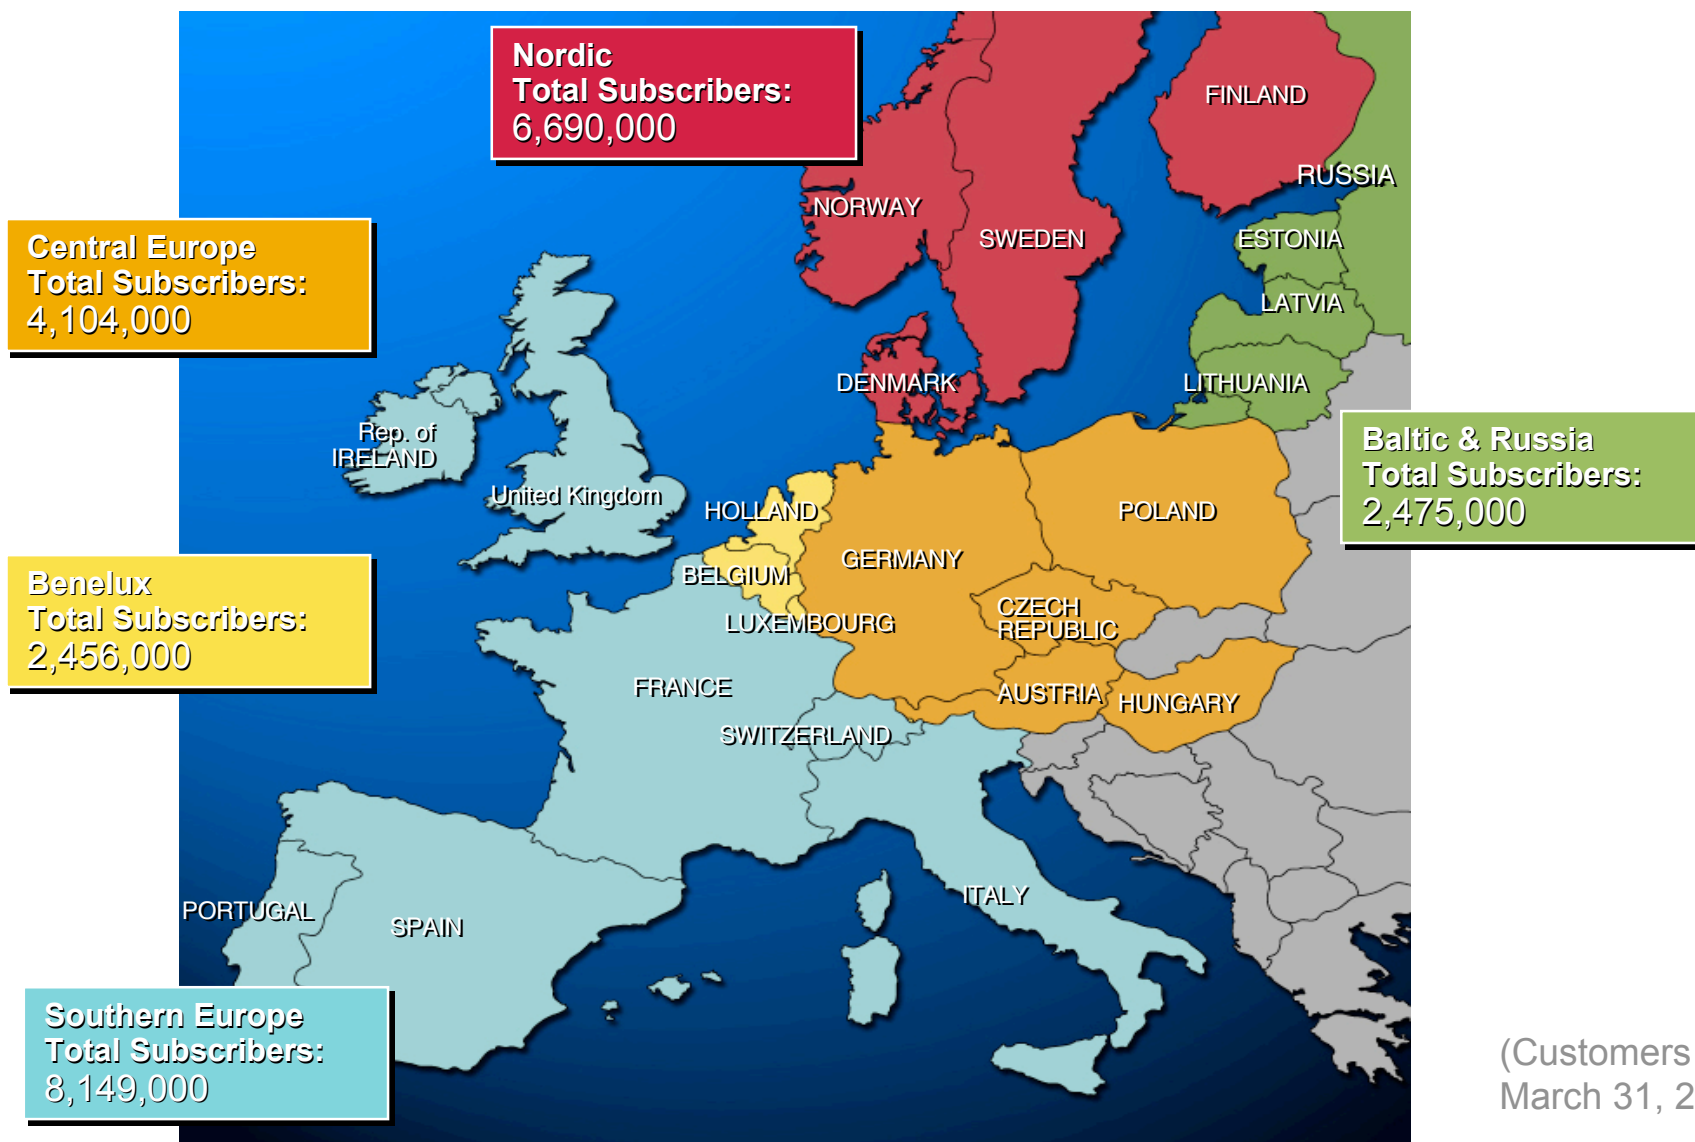 Nordic
Total Subscribers:
6,690,000
FINLAND
RUSSIA
NORWAY
SWEDEN
ESTONIA
Central Europe
Total Subscribers:
4,104,000
LATVIA
DENMARK
LITHUANIA
Rep. of
IRELAND
Baltic & Russia
Total Subscribers:
2,475,000
United Kingdom
HOLLAND
POLAND
GERMANY
BELGIUM
Benelux
Total Subscribers:
2,456,000
CZECH
REPUBLIC
LUXEMBOURG
FRANCE
AUSTRIA
HUNGARY
SWITZERLAND
ITALY
PORTUGAL
SPAIN
Southern Europe
Total Subscribers:
8,149,000
(Customers
March 31, 2